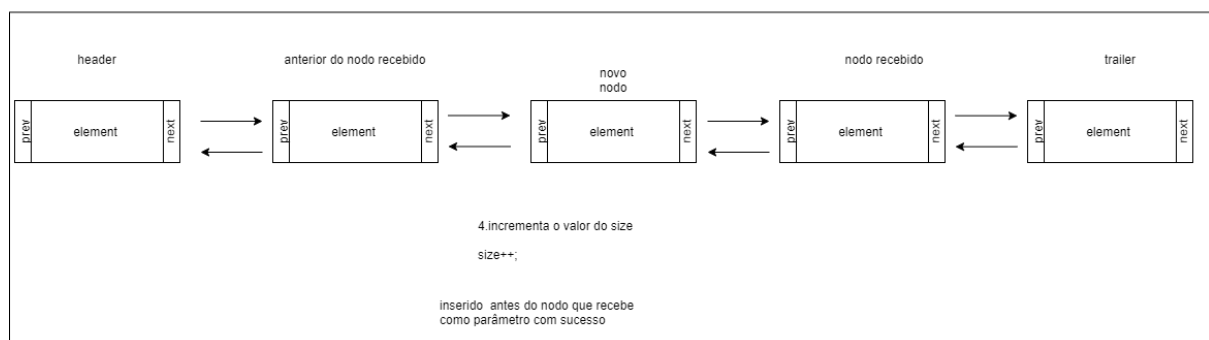 header
anterior do nodo recebido
novo
nodo
nodo recebido
trailer
prev element next
prev element next
prev element next
prev element next
prev element next
4.incrementa o valor do size
size++;
inserido antes do nodo que recebe
como parâmetro com sucesso